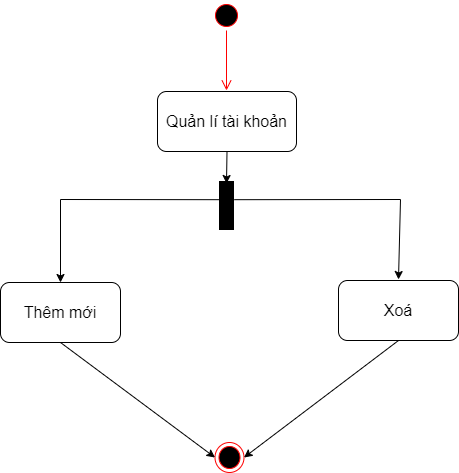 Quản lí tài khoản
Thêm mới
Xoá